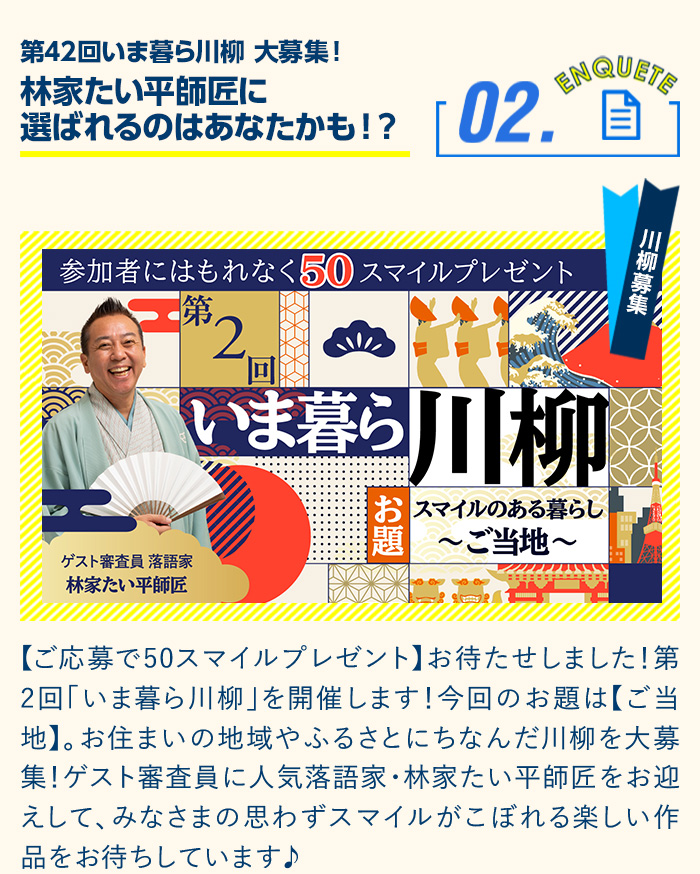 第42回いま暮ら川柳 大募集！
林家たい平師匠に
選ばれるのはあなたかも！？
02.
ENQUETE
川柳募集
参加者にはもれなく50スマイルプレゼント
第2回
いま暮ら川柳
お題
スマイルのある暮らし
〜ご当地〜
ゲスト審査員 落語家
林家たい平師匠
【ご応募で50スマイルプレゼント】お待たせしました！第
2回「いま暮ら川柳」を開催します！今回のお題は【ご当
地】。お住まいの地域やふるさとにちなんだ川柳を大募
集！ゲスト審査員に人気落語家・林家たい平師匠をお迎
えして、みなさまの思わずスマイルがこぼれる楽しい作
品をお待ちしています♪